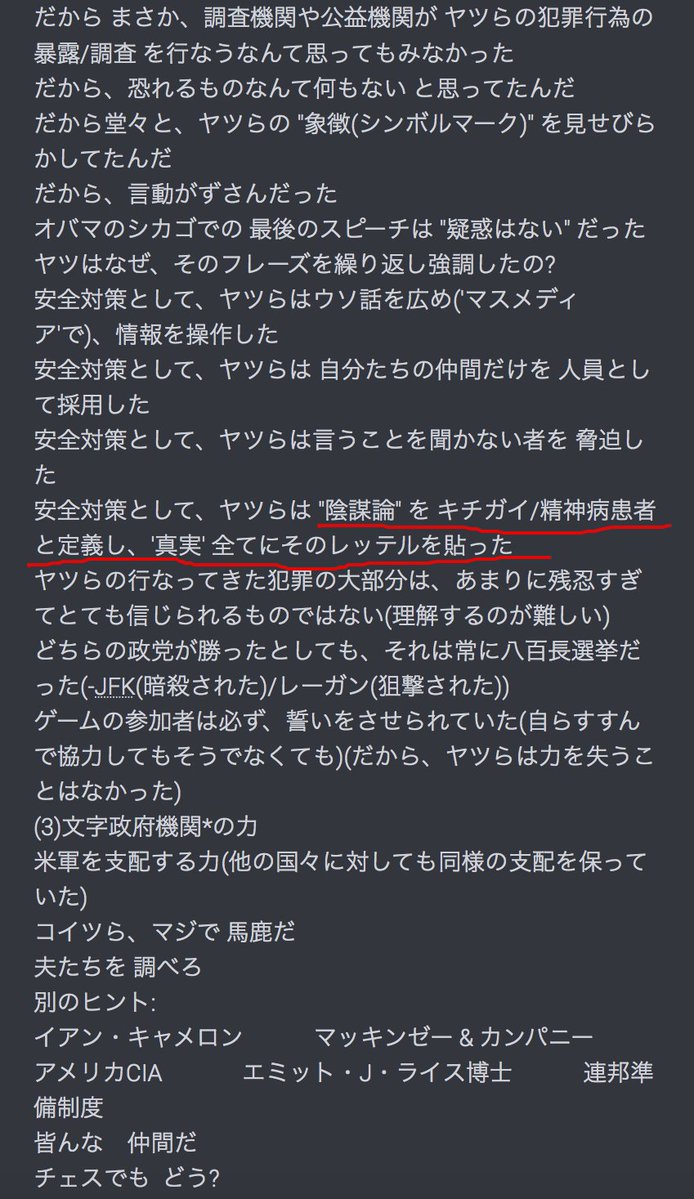 だから まさか、調査機関や公益機関が ヤツらの犯罪行為の
暴露/調査 を行なうなんて思ってもみなかった
だから、恐れるものなんて何もない と思ってたんだ
だから堂々と、ヤツらの "象徴(シンボルマーク)" を見せびら
かしてたんだ
だから、言動がずさんだった
オバマのシカゴでの 最後のスピーチは "疑惑はない" だった
ヤツはなぜ、そのフレーズを繰り返し強調したの?
安全対策として、ヤツらはウソ話を広め('マスメディ
ア'で)、情報を操作した
安全対策として、ヤツらは 自分たちの仲間だけを 人員とし
て採用した
安全対策として、ヤツらは言うことを聞かない者を 脅迫し
た
安全対策として、ヤツらは "陰謀論" を キチガイ/精神病患者
と定義し、'真実' 全てにそのレッテルを貼った
ヤツらの行なってきた犯罪の大部分は、あまりに残忍すぎ
てとても信じられるものではない(理解するのが難しい)
どちらの政党が勝ったとしても、それは常に八百長選挙だ
った(-JFK(暗殺された)/レーガン(狙撃された))
ゲームの参加者は必ず、誓いをさせられていた(自らすすん
で協力してもそうでなくても)(だから、ヤツらは力を失うこ
とはなかった)
(3)文字政府機関*の力
米軍を支配する力(他の国々に対しても同様の支配を保って
いた)
コイツら、マジで 馬鹿だ
夫たちを 調べろ
別のヒント:
イアン・キャメロン マッキンゼー & カンパニー
アメリカCIA エミット・J・ライス博士 連邦準
備制度
皆んな 仲間だ
チェスでも どう?